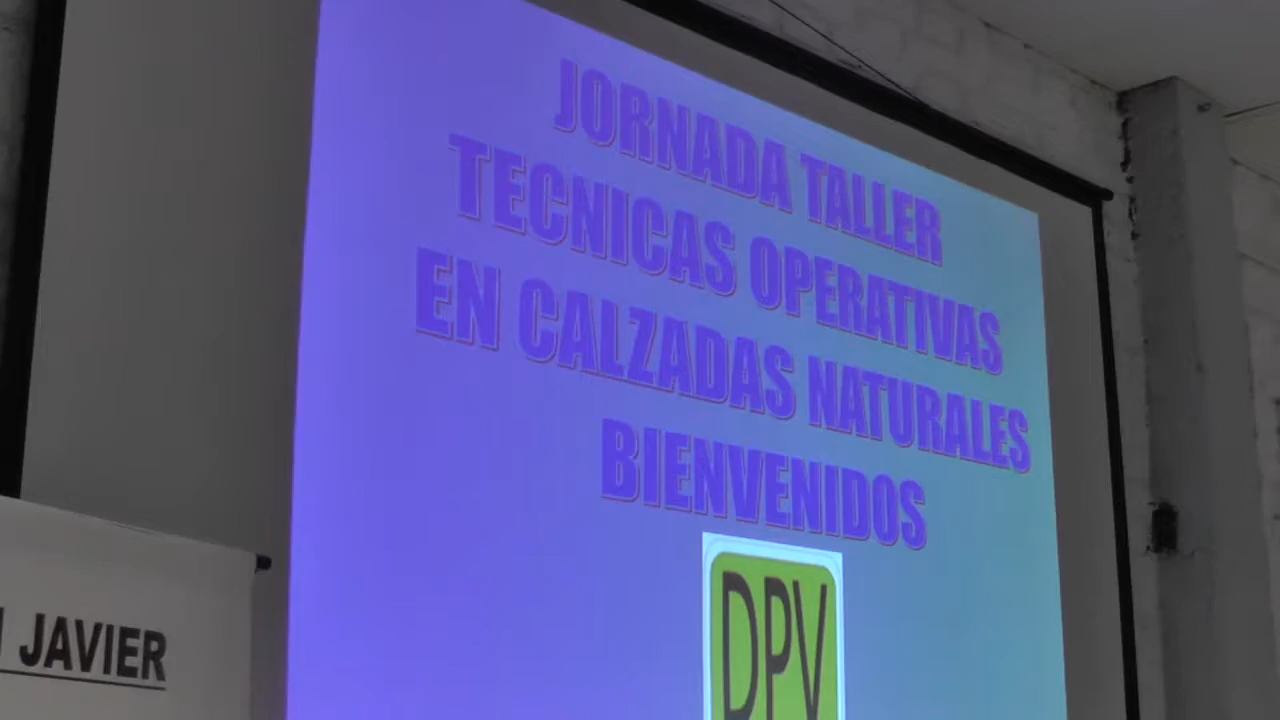 JORNADA TALLER
TECNICAS OPERATIVAS
EN CALZADAS NATURALES
BIENVENIDOS
DPV
JAVIER